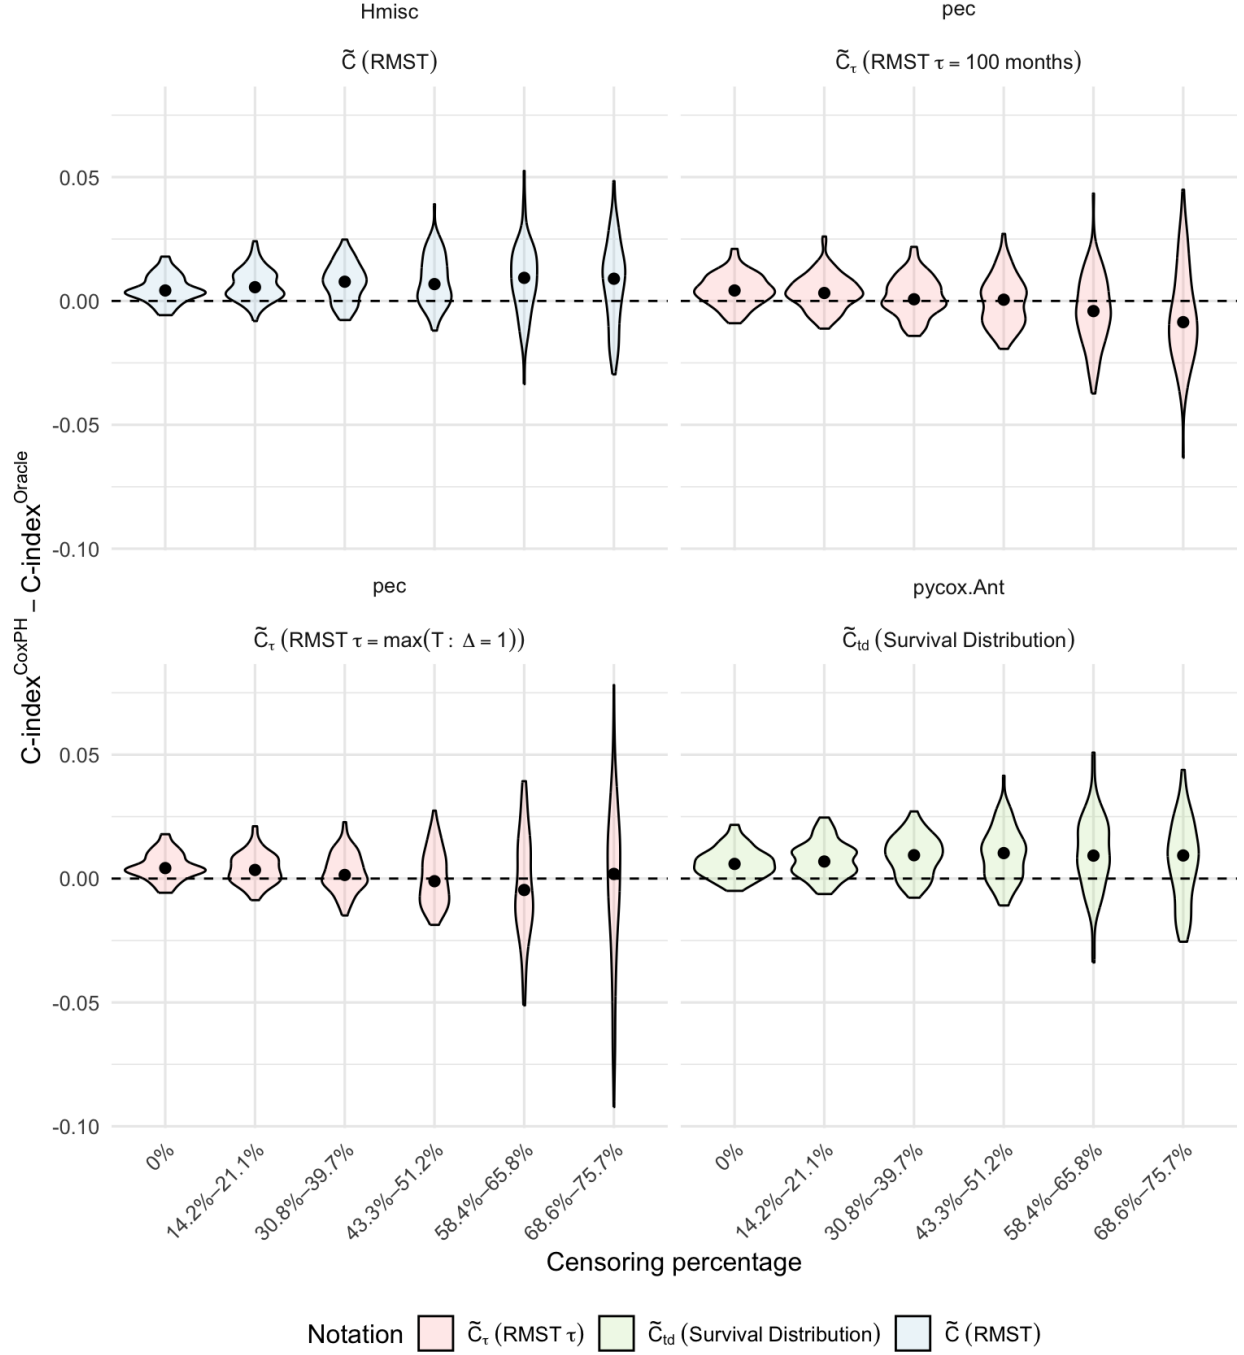 Hmisc
C̃ (RMST)
pec
C̃τ (RMST τ = 100 months)
0.05
0.00
-0.05
-0.10
pec
C̃τ (RMST τ = max(T : Δ = 1))
pycox.Ant
C̃td (Survival Distribution)
0.05
0.00
-0.05
-0.10
C-index^CoxPH – C-index^Oracle
0%
14.2%–21.1%
30.8%–39.7%
43.3%–51.2%
58.4%–65.8%
68.6%–75.7%
0%
14.2%–21.1%
30.8%–39.7%
43.3%–51.2%
58.4%–65.8%
68.6%–75.7%
Censoring percentage
Notation C̃τ (RMST τ) C̃td (Survival Distribution) C̃ (RMST)